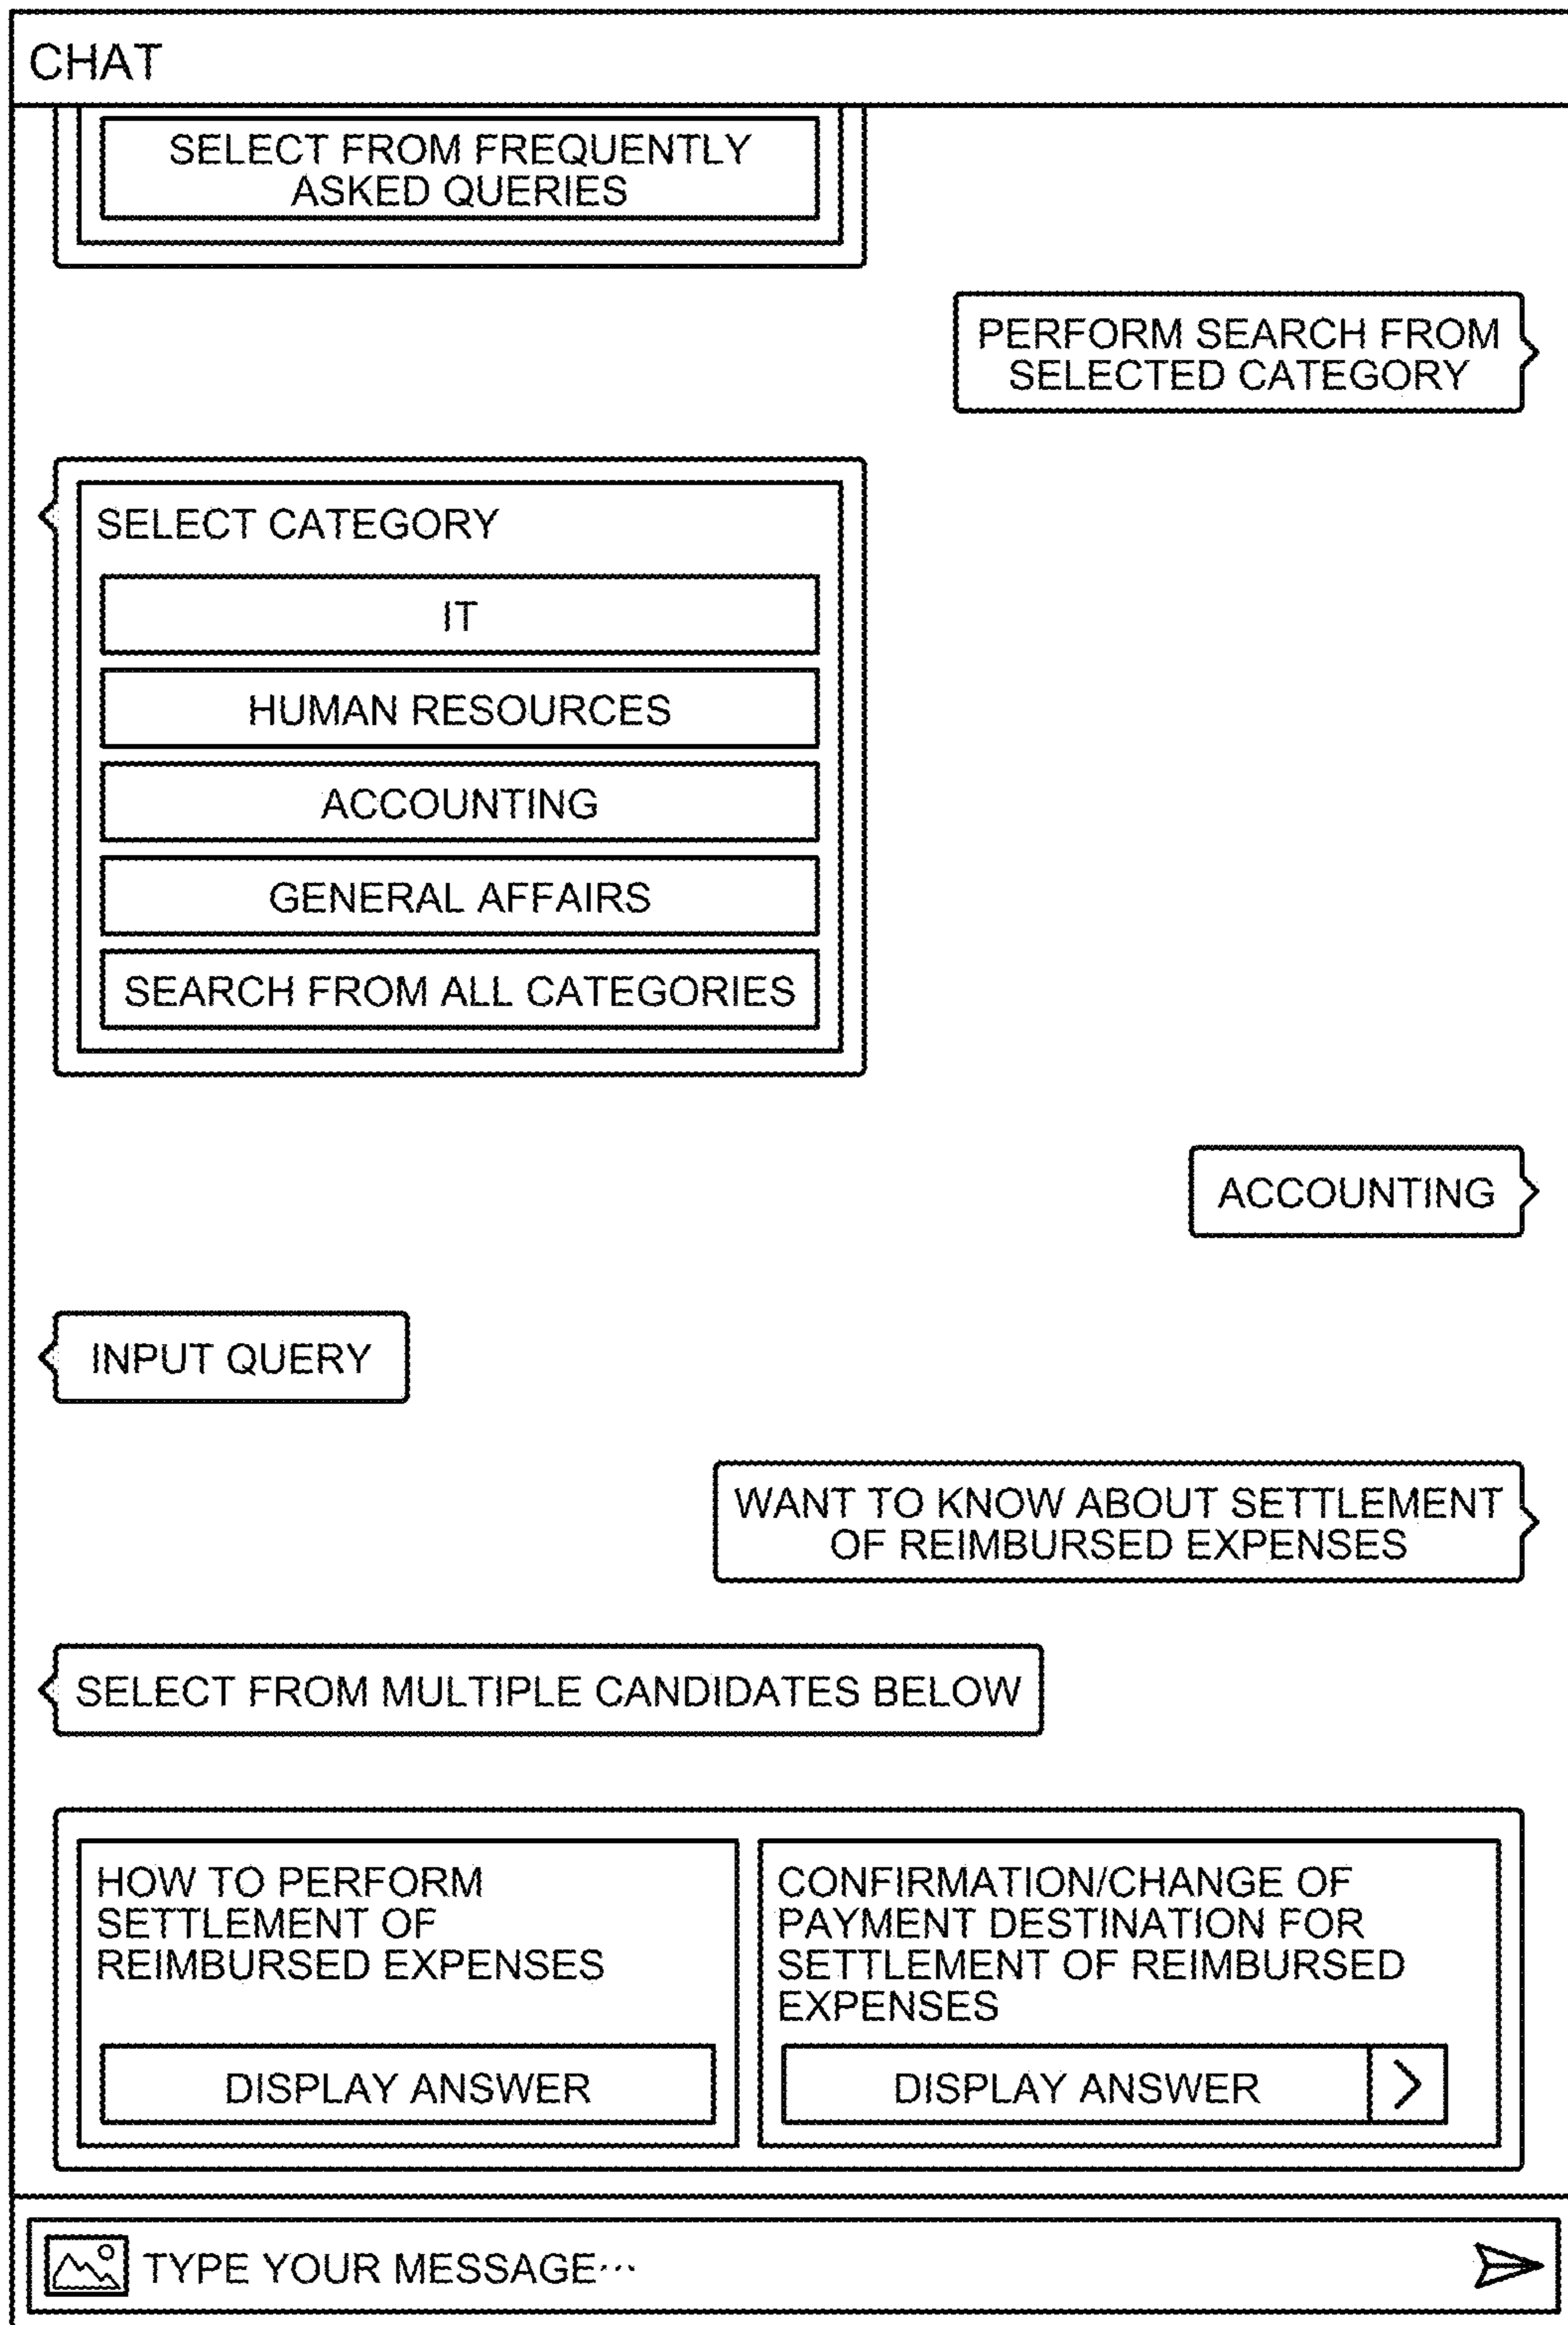 CHAT
SELECT FROM FREQUENTLY
ASKED QUERIES
PERFORM SEARCH FROM
SELECTED CATEGORY
SELECT CATEGORY
IT
HUMAN RESOURCES
ACCOUNTING
GENERAL AFFAIRS
SEARCH FROM ALL CATEGORIES
ACCOUNTING
INPUT QUERY
WANT TO KNOW ABOUT SETTLEMENT
OF REIMBURSED EXPENSES
SELECT FROM MULTIPLE CANDIDATES BELOW
HOW TO PERFORM
SETTLEMENT OF
REIMBURSED EXPENSES
DISPLAY ANSWER
CONFIRMATION/CHANGE OF
PAYMENT DESTINATION FOR
SETTLEMENT OF REIMBURSED
EXPENSES
DISPLAY ANSWER
TYPE YOUR MESSAGE···